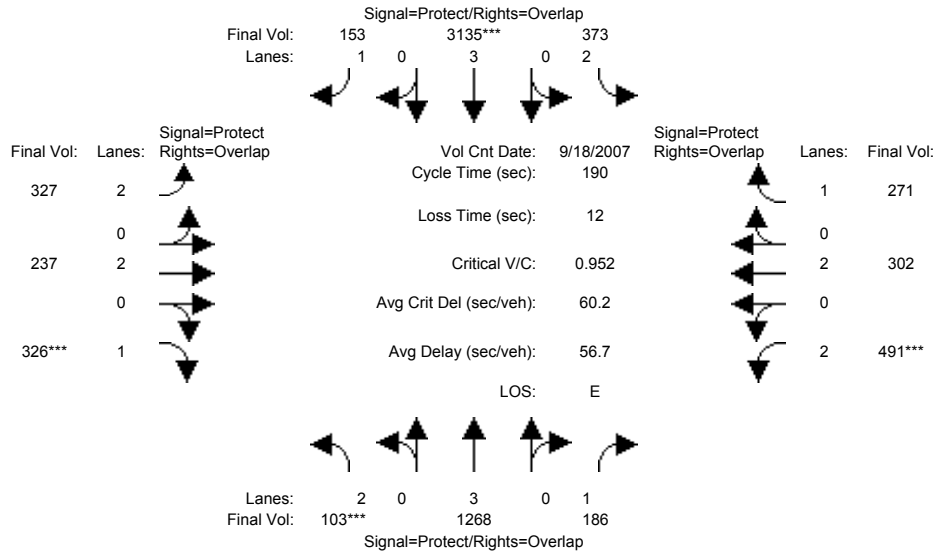 Signal=Protect/Rights=Overlap
Final Vol: 153 3135*** 373
Lanes: 1 0 3 0 2
Signal=Protect Signal=Protect
Final Vol: Lanes: Rights=Overlap Vol Cnt Date: 9/18/2007 Rights=Overlap Lanes: Final Vol:
Cycle Time (sec): 190
327 2 1 271
Loss Time (sec): 12
0 0
237 2 Critical V/C: 0.952 2 302
0 Avg Crit Del (sec/veh): 60.2 0
326*** 1 Avg Delay (sec/veh): 56.7 2 491***
LOS: E
Lanes: 2 0 3 0 1
Final Vol: 103*** 1268 186
Signal=Protect/Rights=Overlap